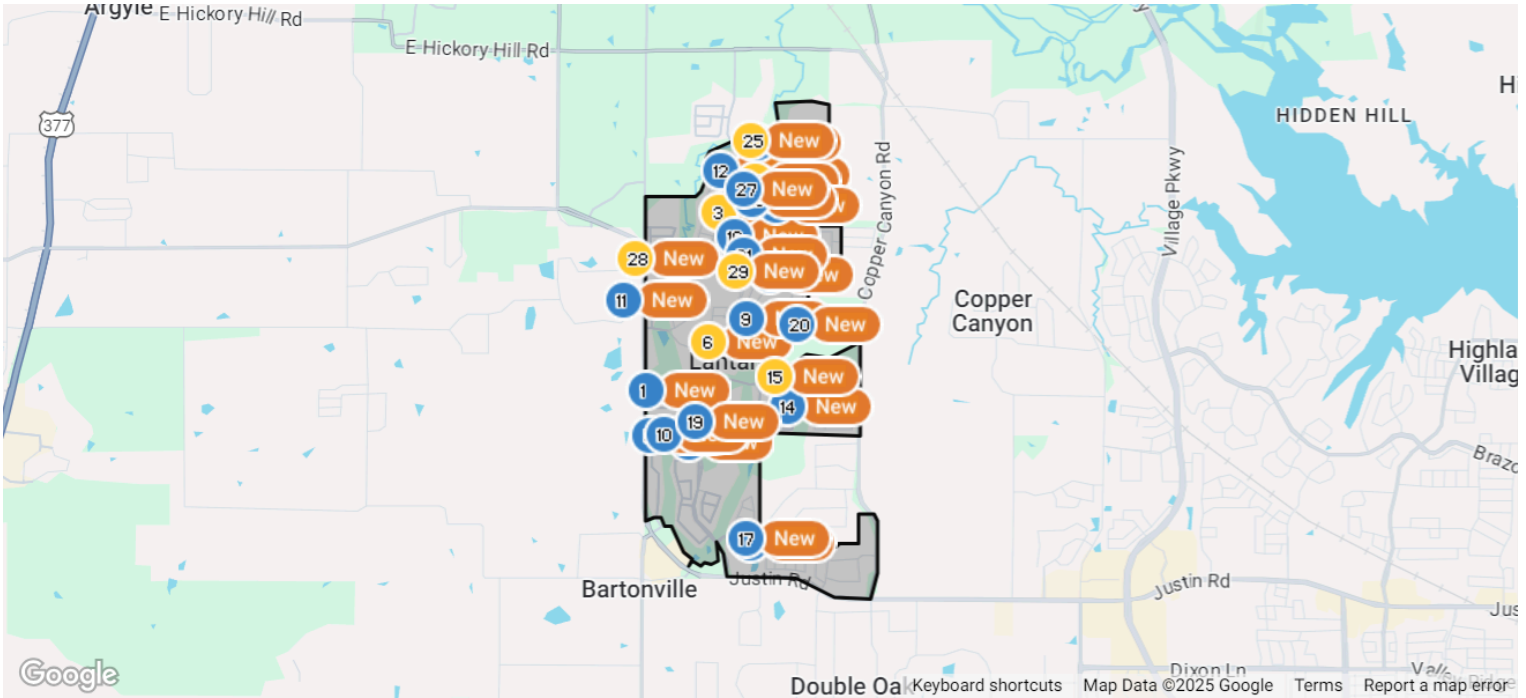 Argyle
E Hickory Hill Rd
E Hickory Hill Rd
377
HIDDEN HILL
Village Pkwy
Copper Canyon Rd
25 New
12
27 New
3
New
29 New
28 New
11 New
9
20 New
6 New
Copper
Canyon
15 New
1 New
14 New
19 New
10
17 New
Justin Rd
Bartonville
Justin Rd
Dixon Ln
Double Oak
Google
Keyboard shortcuts
Map Data ©2025 Google
Terms
Report a map error